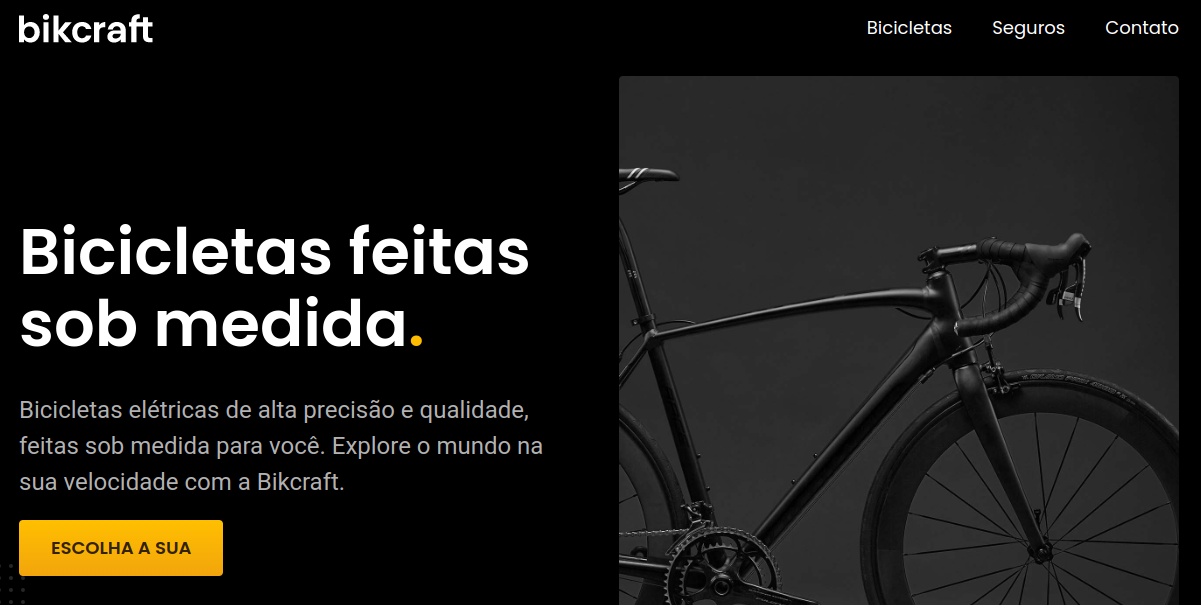 bikcraft
Bicicletas Seguros Contato
Bicicletas feitas
sob medida.
Bicicletas elétricas de alta precisão e qualidade,
feitas sob medida para você. Explore o mundo na
sua velocidade com a Bikcraft.
ESCOLHA A SUA